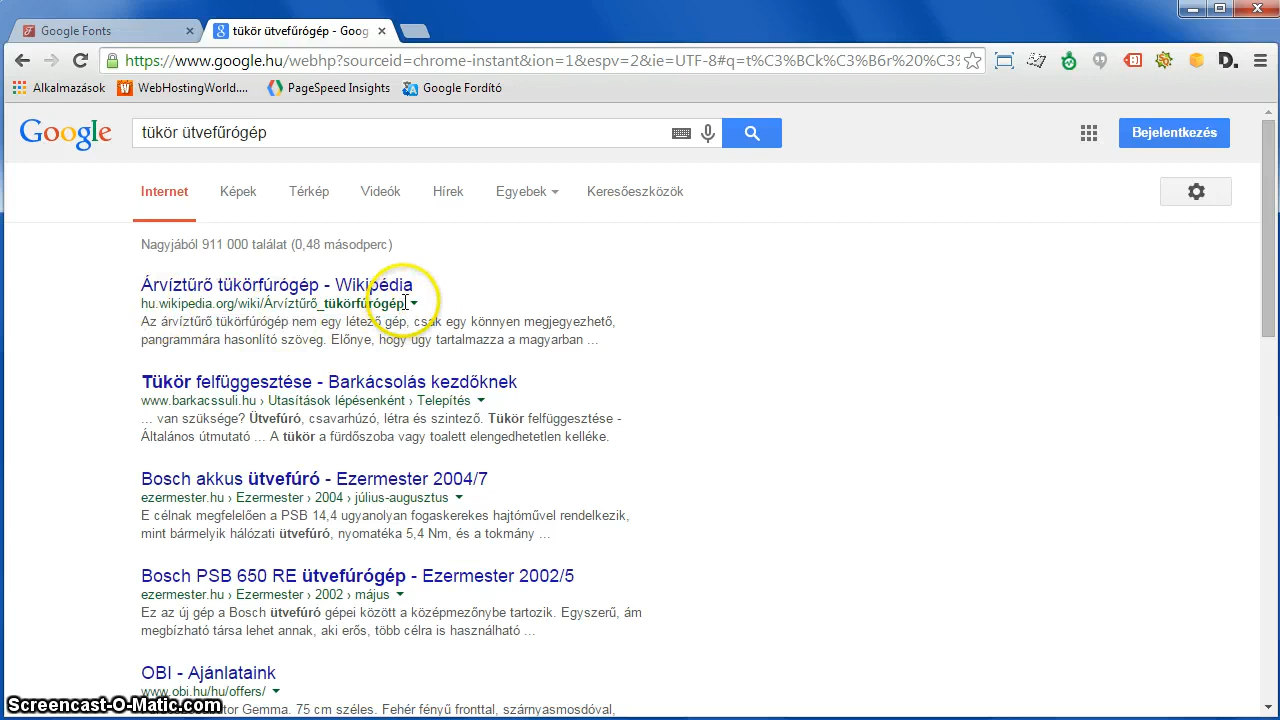 Google Fonts
tükör ütvefűrógép - Goog
https://www.google.hu/webhp?sourceid=chrome-instant&ion=1&espv=2&ie=UTF-8#q=t%C3%BCk%C3%B6r%20%C3%
Alkalmazások WebHostingWorld.... PageSpeed Insights Google Fordító
Google tükör ütvefűrógép Bejelentkezés
Internet Képek Térkép Videók Hírek Egyebek Keresőeszközök
Nagyjából 911 000 találat (0,48 másodperc)
Árvíztűrő tükörfúrógép - Wikipédia
hu.wikipedia.org/wiki/Árvíztűrő_tükörfúrógép
Az árvíztűrő tükörfúrógép nem egy létező gép, csak egy könnyen megjegyezhető,
pangrammára hasonlító szöveg. Előnye, hogy úgy tartalmazza a magyarban ...
Tükör felfüggesztése - Barkácsolás kezdőknek
www.barkacssuli.hu › Utasítások lépésenként › Telepítés
... van szüksége? Ütvefúró, csavarhúzó, létra és szintező. Tükör felfüggesztése -
Általános útmutató ... A tükör a fürdőszoba vagy toalett elengedhetetlen kelléke.
Bosch akkus ütvefúró - Ezermester 2004/7
ezermester.hu › Ezermester › 2004 › július-augusztus
E célnak megfelelően a PSB 14,4 ugyanolyan fogaskerekes hajtóművel rendelkezik,
mint bármelyik hálózati ütvefúró, nyomatéka 5,4 Nm, és a tokmány ...
Bosch PSB 650 RE ütvefúrógép - Ezermester 2002/5
ezermester.hu › Ezermester › 2002 › május
Ez az új gép a Bosch ütvefúró gépei között a középmezőnybe tartozik. Egyszerű, ám
megbízható társa lehet annak, aki erős, több célra is használható ...
OBI - Ajánlataink
www.obi.hu/hu/offers/
Gemma. 75 cm széles. Fehér fényű fronttal, szárnyasmosdóval,
Screencast-O-Matic.com